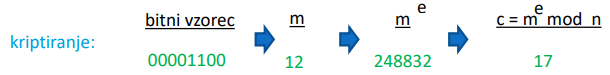 bitni vzorec m m^e c = m^e mod n
kriptiranje: 00001100 12 248832 17